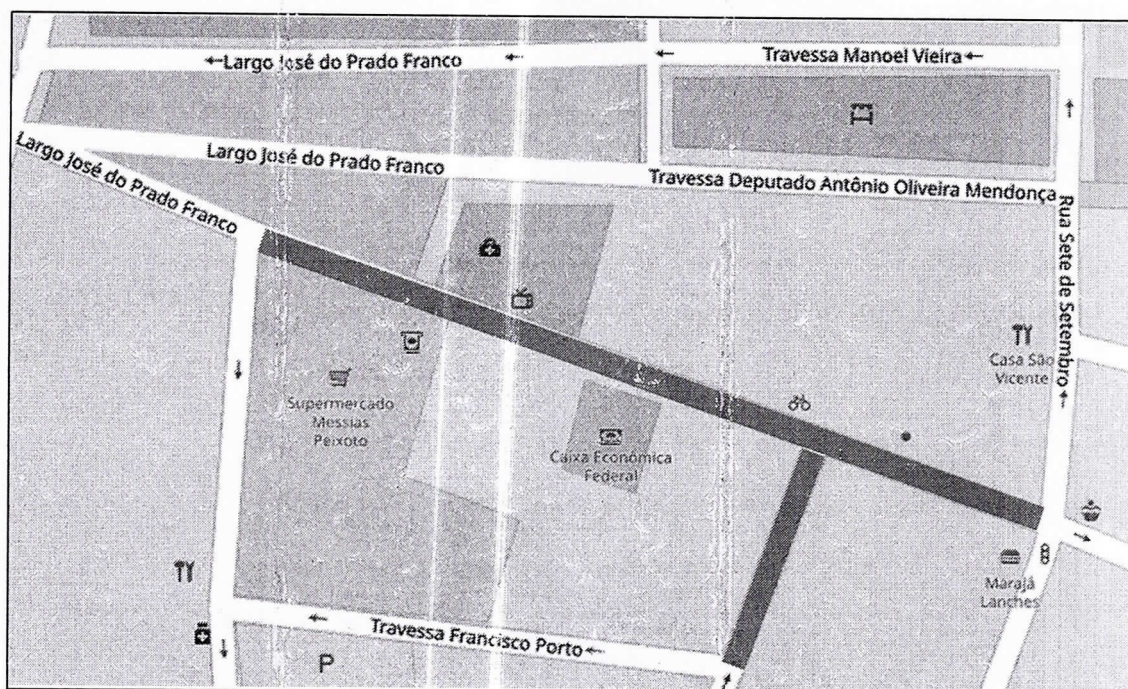 Largo José do Prado Franco
Travessa Manoel Vieira
Largo José do Prado Franco
Largo José do Prado Franco
Travessa Deputado Antônio Oliveira Mendonça
Rua Sete de Setembro
Casa São
Vicente
Supermercado
Messias
Peixoto
Caixa Econômica
Federal
Marajá
Lanches
Travessa Francisco Porto
P